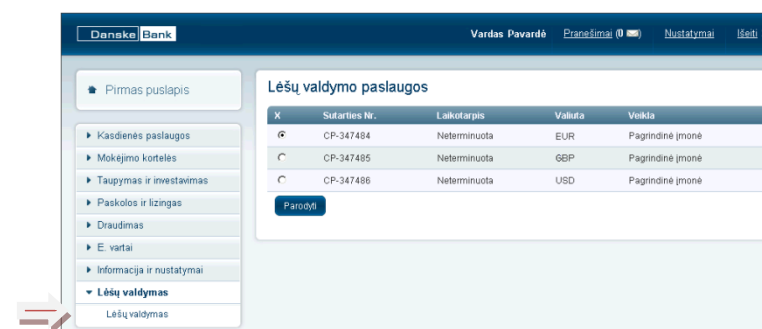 Danske Bank
Vardas Pavardė Pranešimai (0 ) Nustatymai Išeiti
Pirmas puslapis
Kasdienės paslaugos
Mokėjimo kortelės
Taupymas ir investavimas
Paskolos ir lizingas
Draudimas
E. vartai
Informacija ir nustatymai
Lėšų valdymas
Lėšų valdymas
Lėšų valdymo paslaugos
X Sutarties Nr. Laikotarpis Valiuta Veikla
CP-347484 Neterminuota EUR Pagrindinė įmonė
CP-347485 Neterminuota GBP Pagrindinė įmonė
CP-347486 Neterminuota USD Pagrindinė įmonė
Parodyti